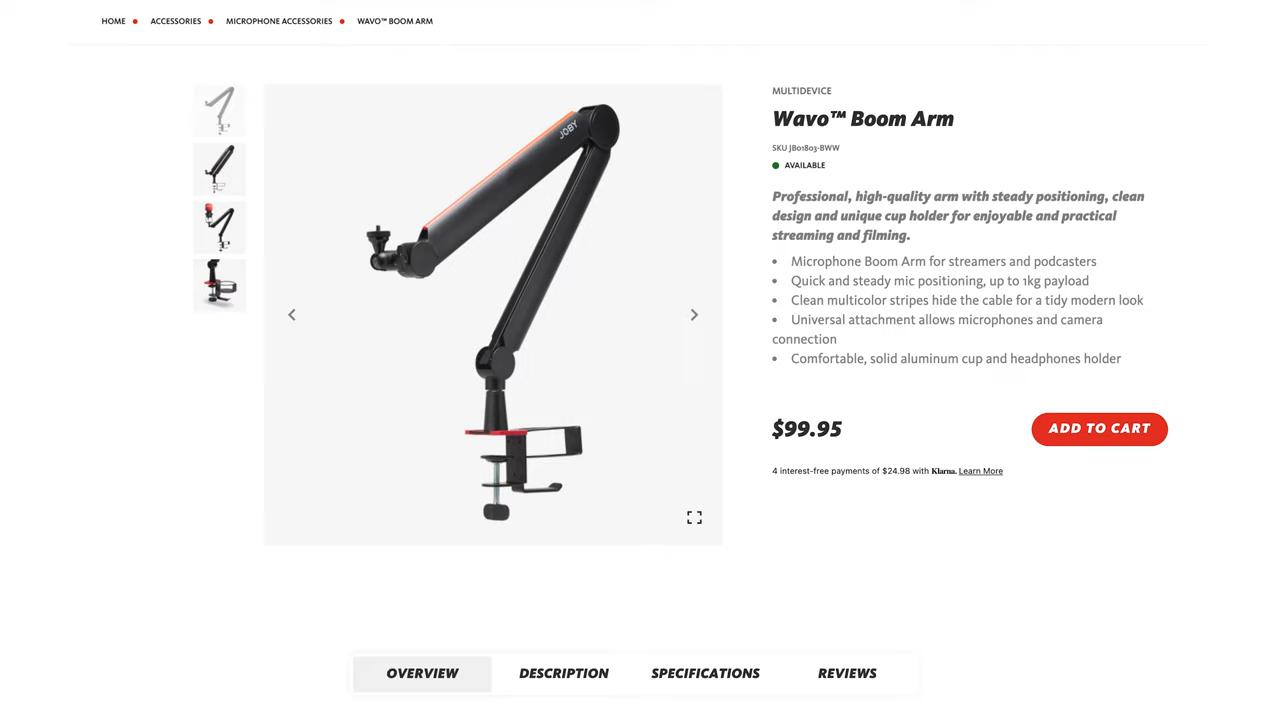 HOME • ACCESSORIES • MICROPHONE ACCESSORIES • WAVO™ BOOM ARM
JOBY
MULTIDEVICE
Wavo™ Boom Arm
SKU JB01803-BWW
AVAILABLE
Professional, high-quality arm with steady positioning, clean
design and unique cup holder for enjoyable and practical
streaming and filming.
• Microphone Boom Arm for streamers and podcasters
• Quick and steady mic positioning, up to 1kg payload
• Clean multicolor stripes hide the cable for a tidy modern look
• Universal attachment allows microphones and camera
connection
• Comfortable, solid aluminum cup and headphones holder
$99.95
ADD TO CART
4 interest-free payments of $24.98 with Klarna. Learn More
OVERVIEW DESCRIPTION SPECIFICATIONS REVIEWS